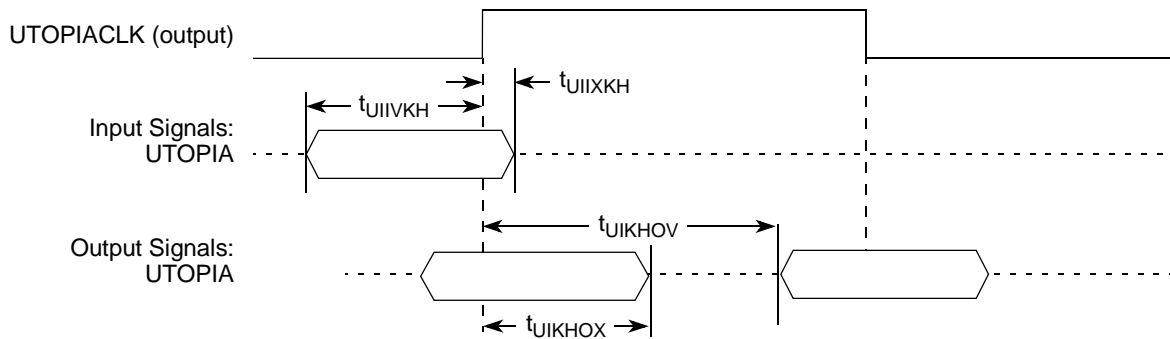 UTOPIACLK (output)
tUIIXKH
tUIIVKH
Input Signals:
UTOPIA
tUIKHOV
Output Signals:
UTOPIA
tUIKHOX